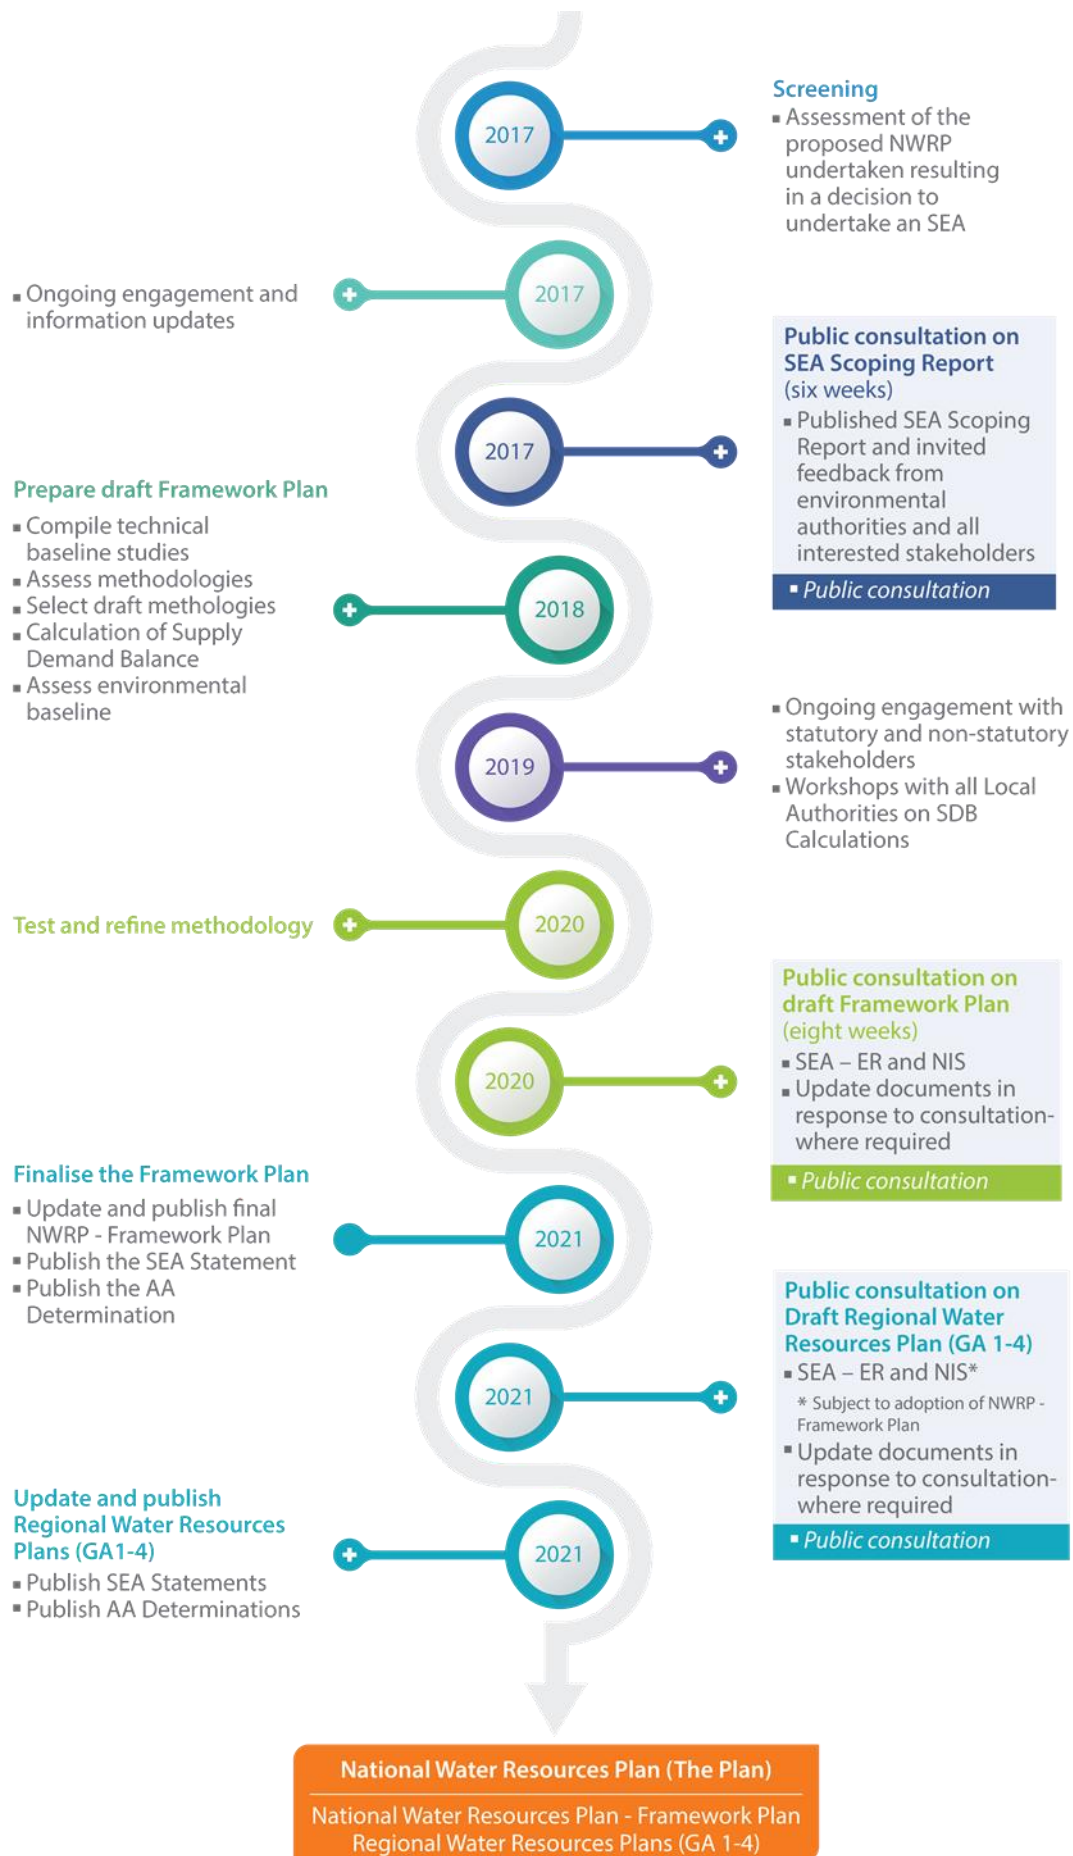 2017
Screening
▪ Assessment of the
proposed NWRP
undertaken resulting
in a decision to
undertake an SEA
▪ Ongoing engagement and
information updates
2017
2017
Public consultation on
SEA Scoping Report
(six weeks)
▪ Published SEA Scoping
Report and invited
feedback from
environmental
authorities and all
interested stakeholders
▪ Public consultation
Prepare draft Framework Plan
▪ Compile technical
baseline studies
▪ Assess methodologies
▪ Select draft methologies
▪ Calculation of Supply
Demand Balance
▪ Assess environmental
baseline
2018
2019
▪ Ongoing engagement with
statutory and non-statutory
stakeholders
▪ Workshops with all Local
Authorities on SDB
Calculations
Test and refine methodology
2020
2020
Public consultation on
draft Framework Plan
(eight weeks)
▪ SEA – ER and NIS
▪ Update documents in
response to consultation-
where required
▪ Public consultation
Finalise the Framework Plan
▪ Update and publish final
NWRP - Framework Plan
▪ Publish the SEA Statement
▪ Publish the AA
Determination
2021
2021
Public consultation on
Draft Regional Water
Resources Plan (GA 1-4)
▪ SEA – ER and NIS*
* Subject to adoption of NWRP -
Framework Plan
▪ Update documents in
response to consultation-
where required
▪ Public consultation
Update and publish
Regional Water Resources
Plans (GA1-4)
▪ Publish SEA Statements
▪ Publish AA Determinations
2021
National Water Resources Plan (The Plan)
National Water Resources Plan - Framework Plan
Regional Water Resources Plans (GA 1-4)